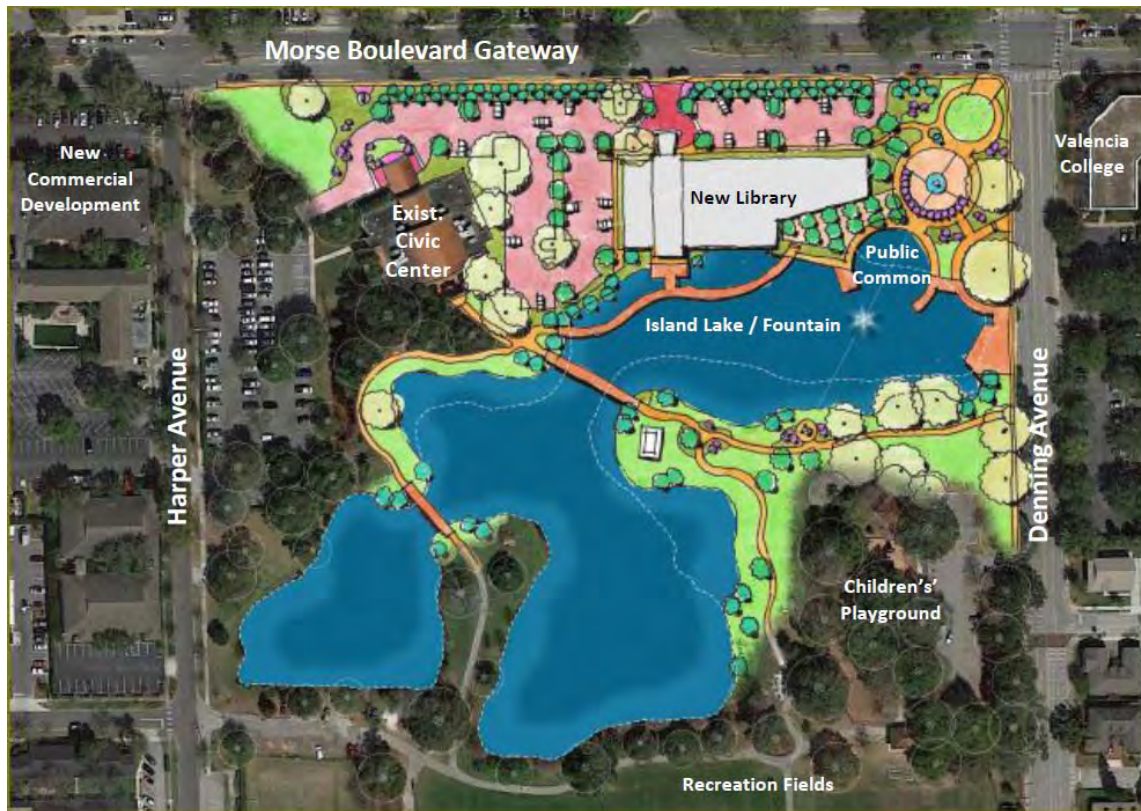 Morse Boulevard Gateway
New
Commercial
Development
Valencia
College
New Library
Exist.
Civic
Center
Public
Common
Island Lake / Fountain
Harper Avenue
Denning Avenue
Children's'
Playground
Recreation Fields